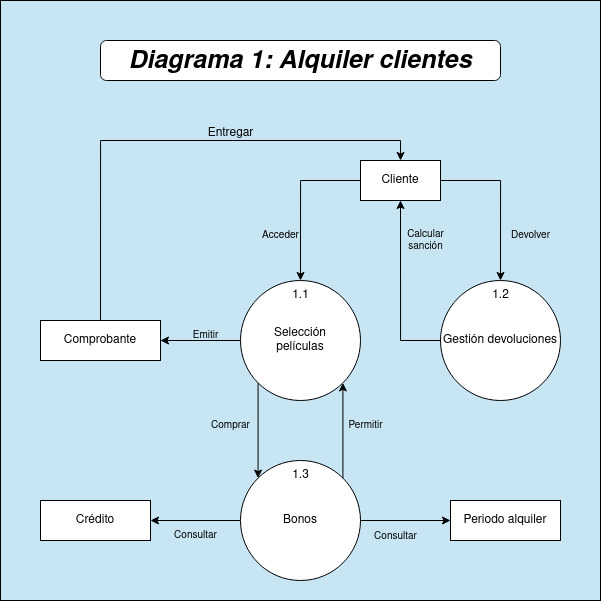 Diagrama 1: Alquiler clientes
Entregar
Cliente
Acceder
Calcular
sanción
Devolver
1.1
Selección
películas
1.2
Gestión devoluciones
Comprobante
Emitir
Comprar
Permitir
1.3
Bonos
Crédito
Consultar
Consultar
Periodo alquiler